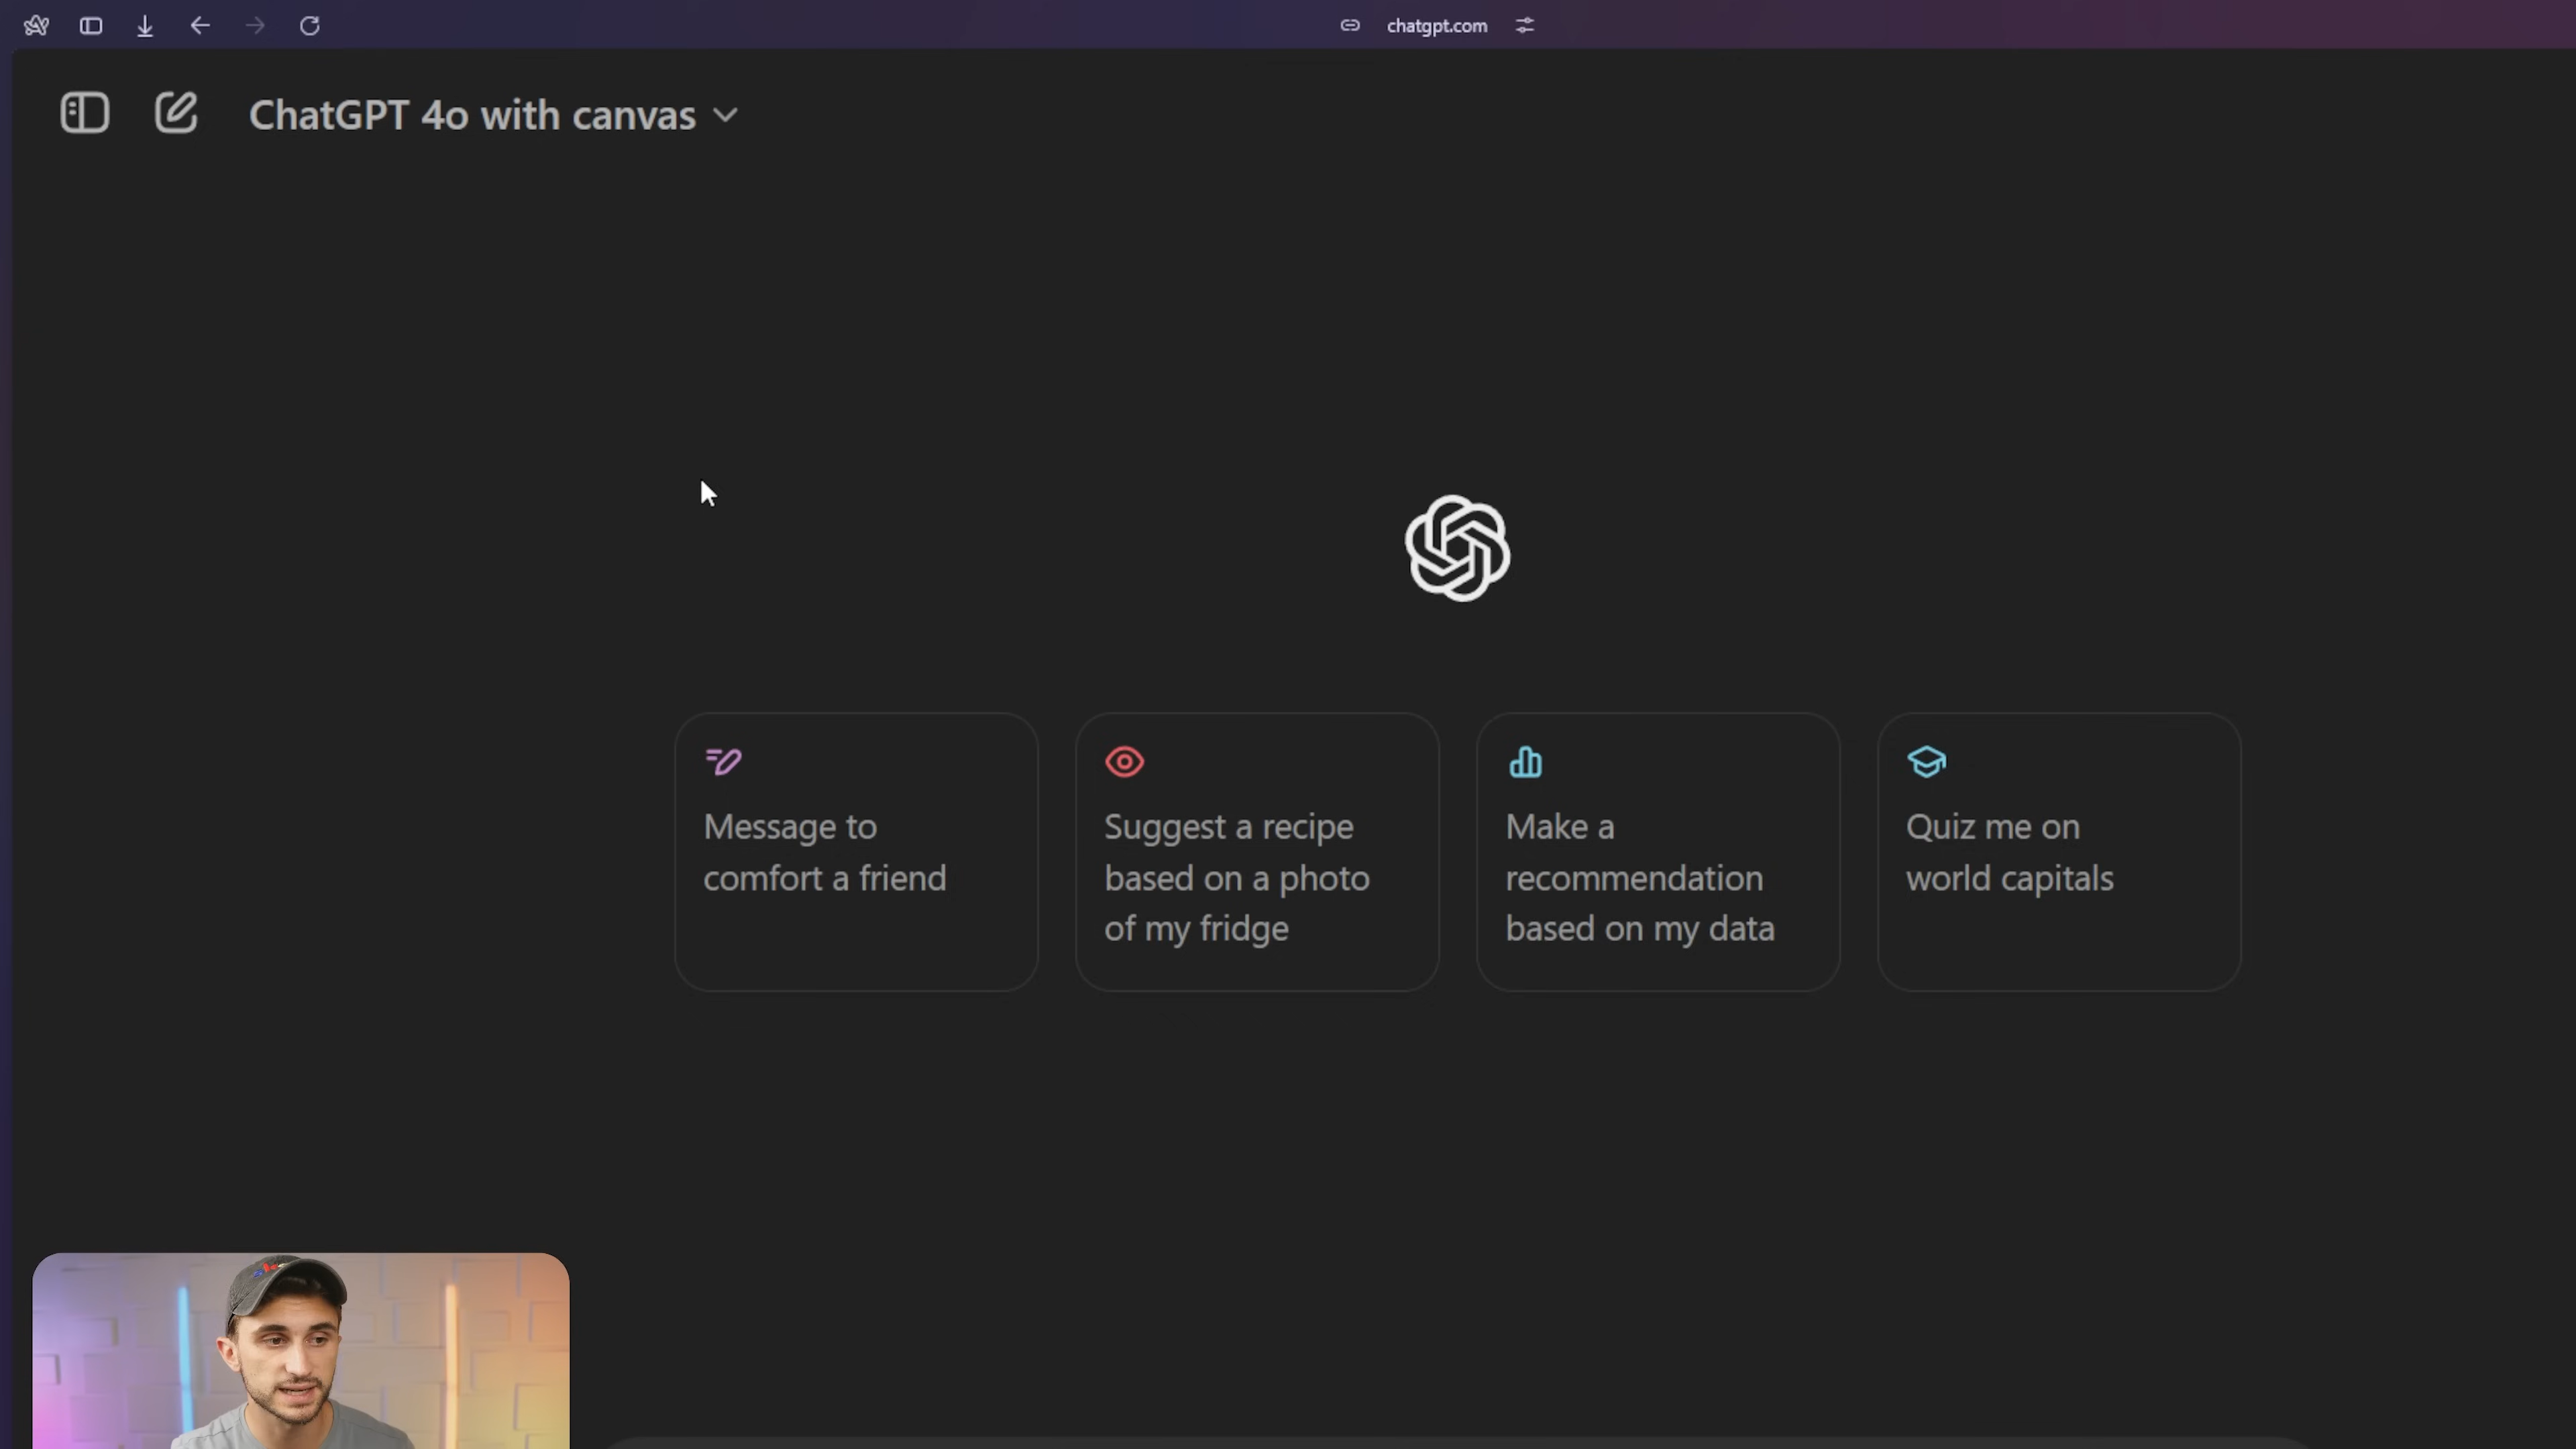 chatgpt.com
ChatGPT 4o with canvas
Message to
comfort a friend
Suggest a recipe
based on a photo
of my fridge
Make a
recommendation
based on my data
Quiz me on
world capitals